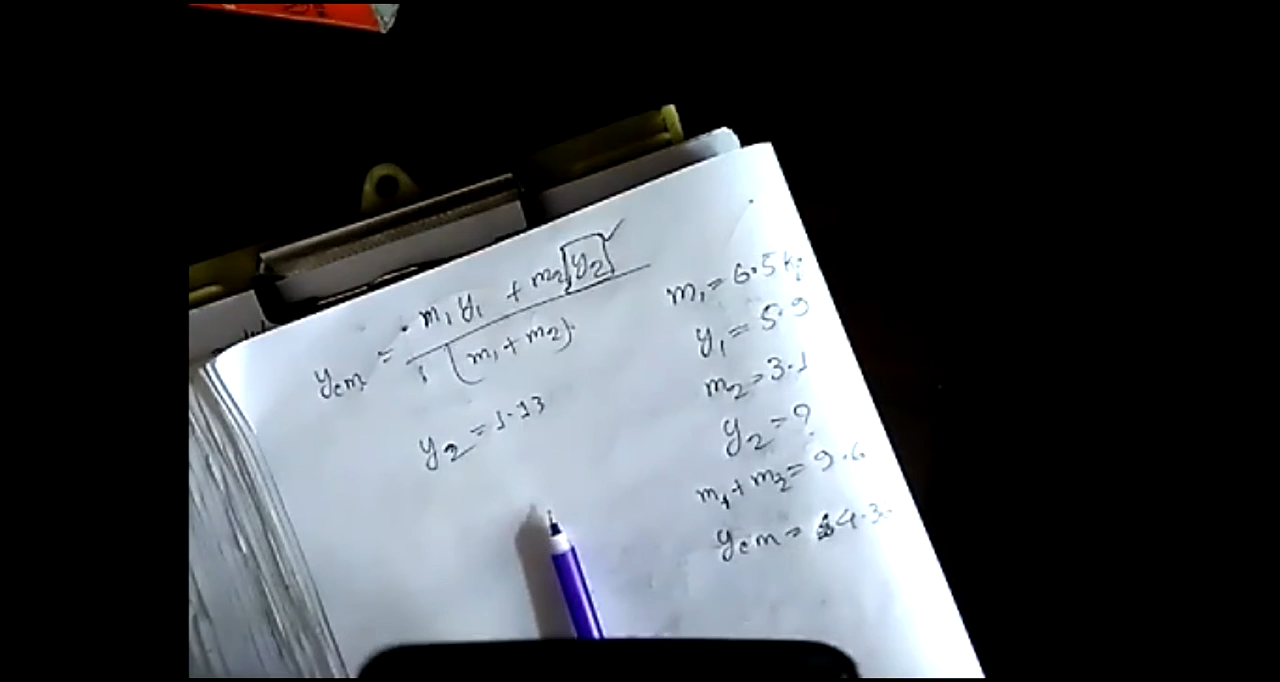 ycm = m₁y₁ + m₂y₂
(m₁ + m₂)
y₂ = 1.13
m₁ = 6.5 kg
y₁ = 5.9
m₂ = 3.1
y₂ = ?
m₁ + m₂ = 9.6
ycm = 4.3